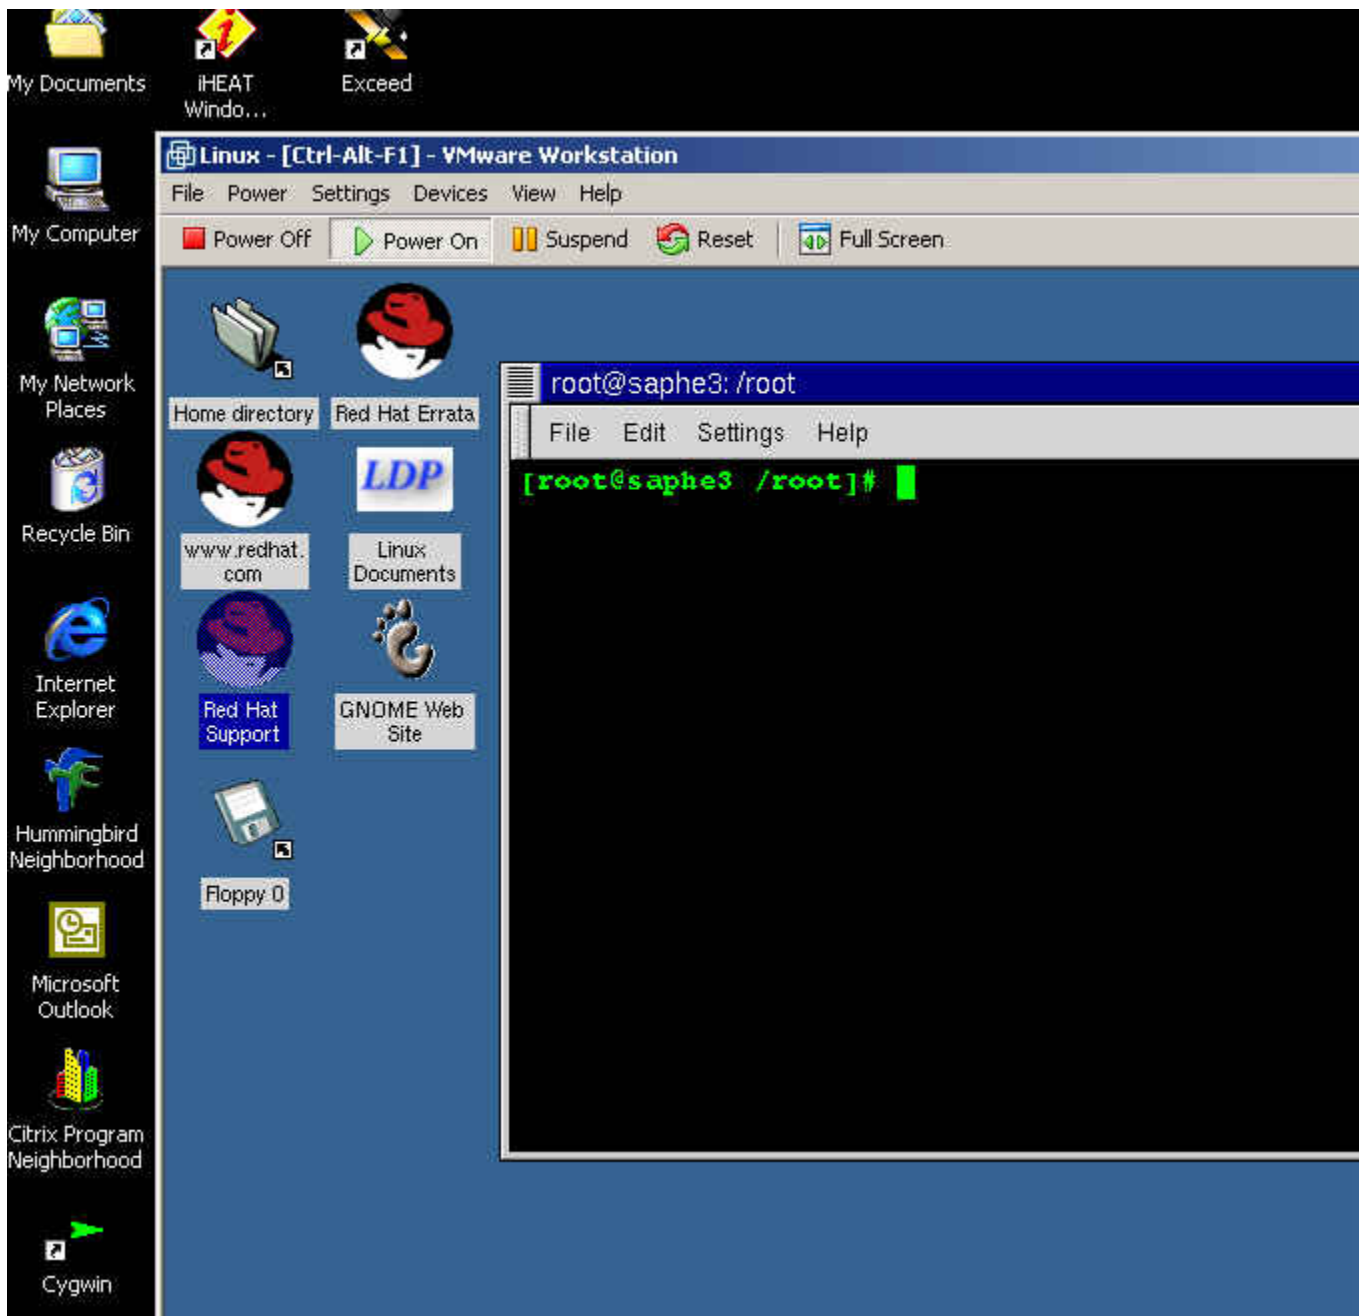 My Documents
iHEAT
Windo...
Exceed
My Computer
My Network
Places
Recycle Bin
Internet
Explorer
Hummingbird
Neighborhood
Microsoft
Outlook
Citrix Program
Neighborhood
Cygwin
Linux - [Ctrl-Alt-F1] - VMware Workstation
File Power Settings Devices View Help
Power Off Power On Suspend Reset Full Screen
Home directory
Red Hat Errata
www.redhat.
com
LDP
Linux
Documents
Red Hat
Support
GNOME Web
Site
Floppy 0
root@saphe3: /root
File Edit Settings Help
[root@saphe3 /root]#